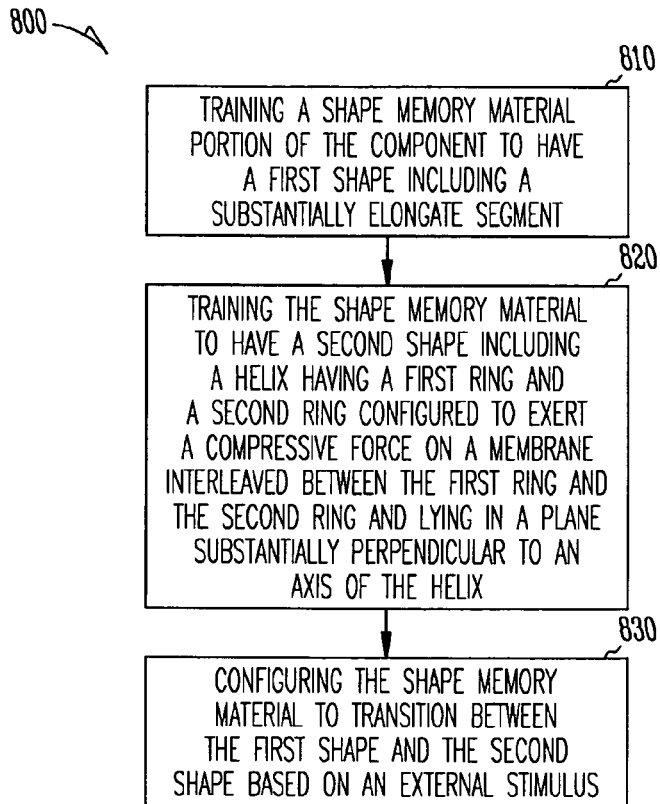 800
810
TRAINING A SHAPE MEMORY MATERIAL
PORTION OF THE COMPONENT TO HAVE
A FIRST SHAPE INCLUDING A
SUBSTANTIALLY ELONGATE SEGMENT
820
TRAINING THE SHAPE MEMORY MATERIAL
TO HAVE A SECOND SHAPE INCLUDING
A HELIX HAVING A FIRST RING AND
A SECOND RING CONFIGURED TO EXERT
A COMPRESSIVE FORCE ON A MEMBRANE
INTERLEAVED BETWEEN THE FIRST RING AND
THE SECOND RING AND LYING IN A PLANE
SUBSTANTIALLY PERPENDICULAR TO AN
AXIS OF THE HELIX
830
CONFIGURING THE SHAPE MEMORY
MATERIAL TO TRANSITION BETWEEN
THE FIRST SHAPE AND THE SECOND
SHAPE BASED ON AN EXTERNAL STIMULUS